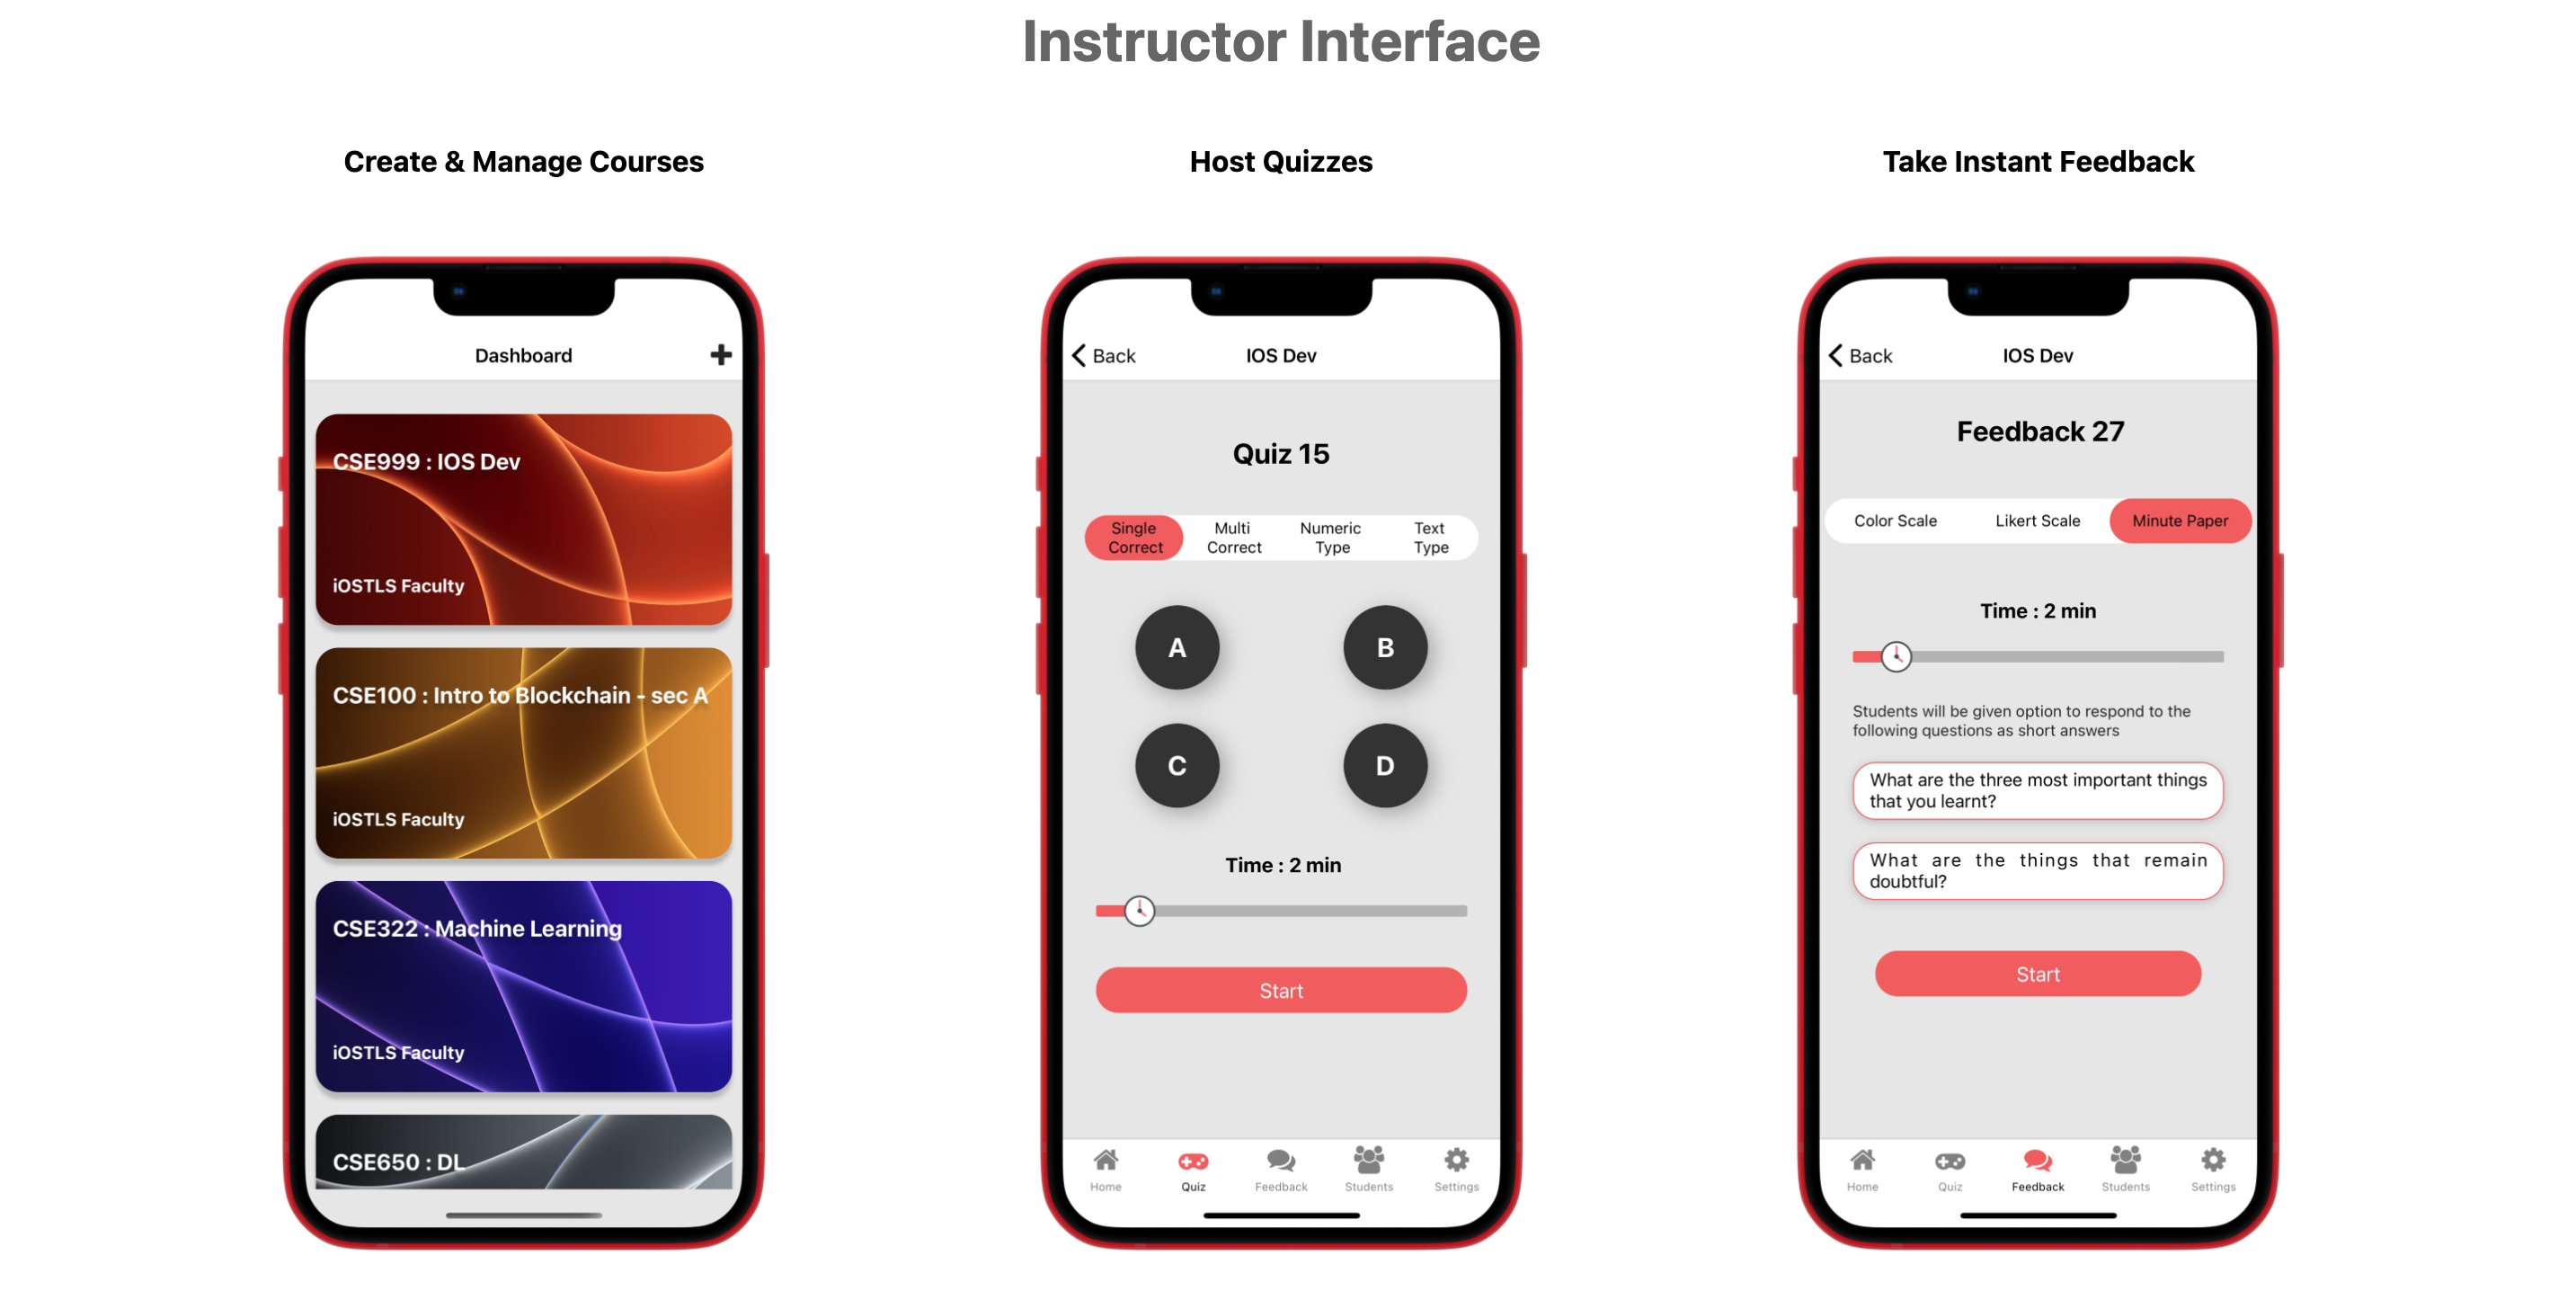 Instructor Interface
Create & Manage Courses
Dashboard
CSE999 : IOS Dev
iOSTLS Faculty
CSE100 : Intro to Blockchain - sec A
iOSTLS Faculty
CSE322 : Machine Learning
iOSTLS Faculty
CSE650 : DL
Host Quizzes
Back
IOS Dev
Quiz 15
Single
Correct
Multi
Correct
Numeric
Type
Text
Type
A
B
C
D
Time : 2 min
Start
Home
Quiz
Feedback
Students
Settings
Take Instant Feedback
Back
IOS Dev
Feedback 27
Color Scale
Likert Scale
Minute Paper
Time : 2 min
Students will be given option to respond to the
following questions as short answers
What are the three most important things
that you learnt?
What are the things that remain
doubtful?
Start
Home
Quiz
Feedback
Students
Settings